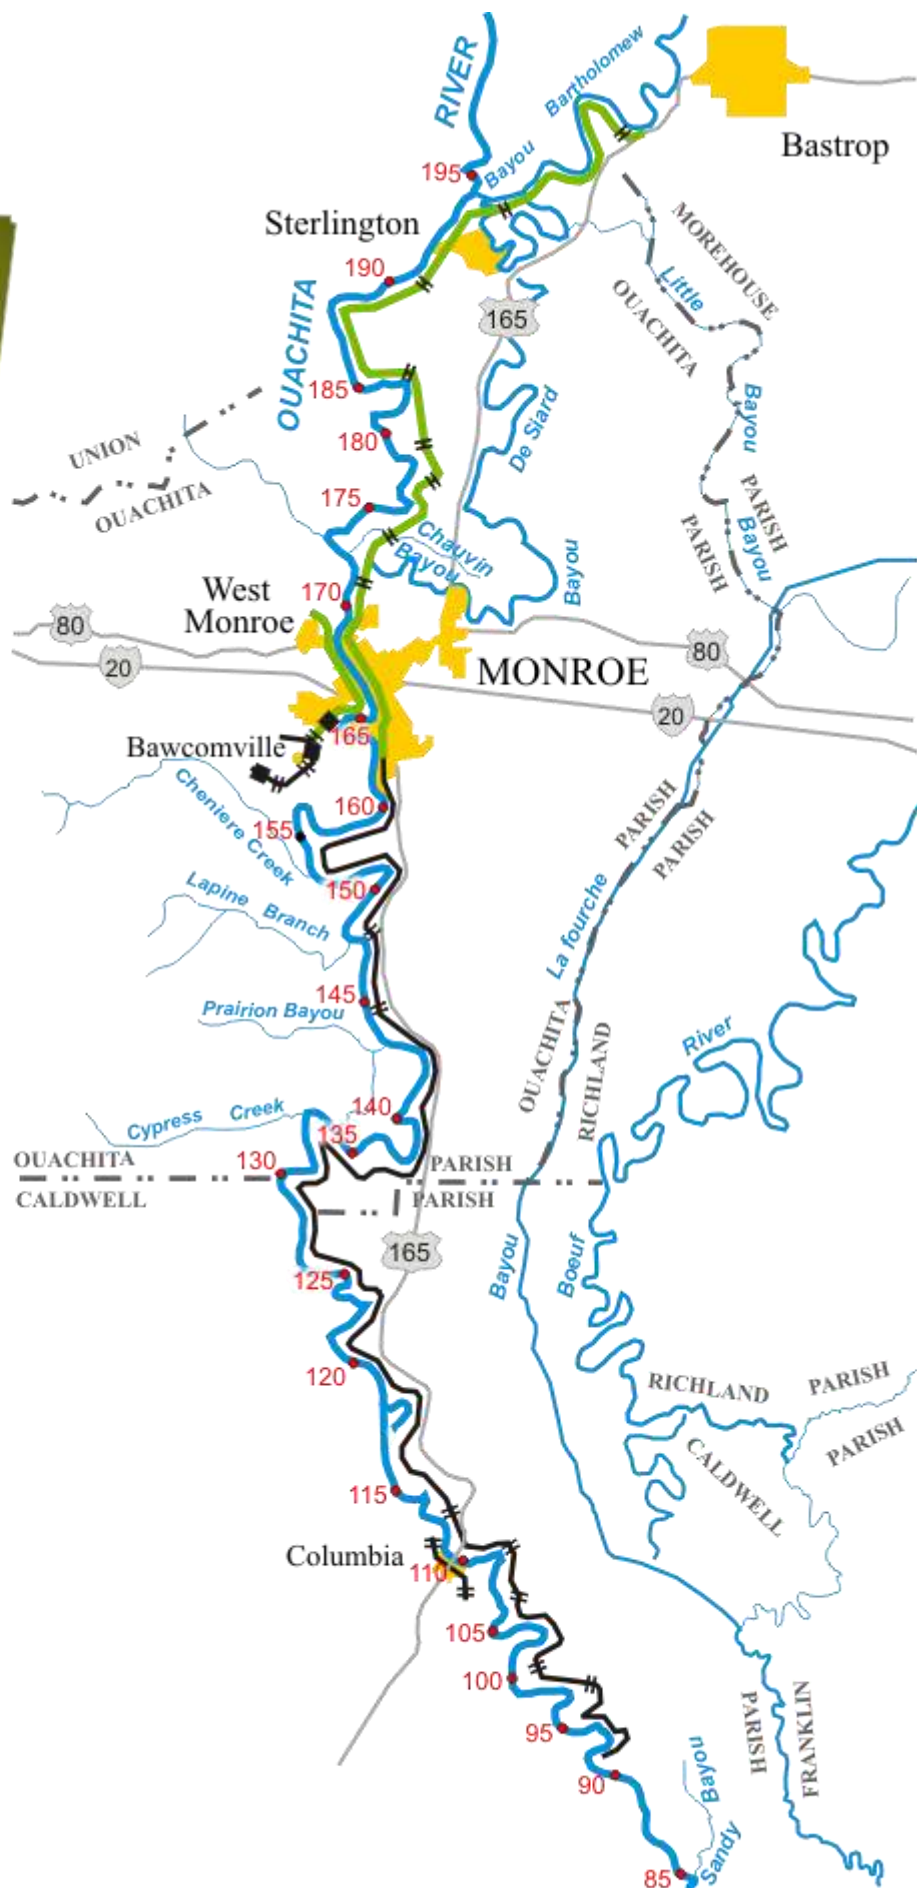 RIVER
Bartholomew
Bastrop
195
Bayou
Sterlington
MOREHOUSE
190
Little
OUACHITA
OUACHITA
165
185
De Siard
Bayou
180
UNION
OUACHITA
175
PARISH
PARISH
Bayou
Chauvin
Bayou
Bayou
West
Monroe
170
80
80
20
MONROE
20
Bawcomville
165
Cheniere Creek
160
155
PARISH
PARISH
Lapine Branch
150
La fourche
145
Prairion Bayou
River
OUACHITA
RICHLAND
140
Cypress Creek
135
OUACHITA
130
PARISH
CALDWELL
PARISH
165
Bayou
Boeuf
125
120
RICHLAND
PARISH
PARISH
CALDWELL
115
Columbia
110
105
100
PARISH
FRANKLIN
95
90
Bayou
Sandy
85